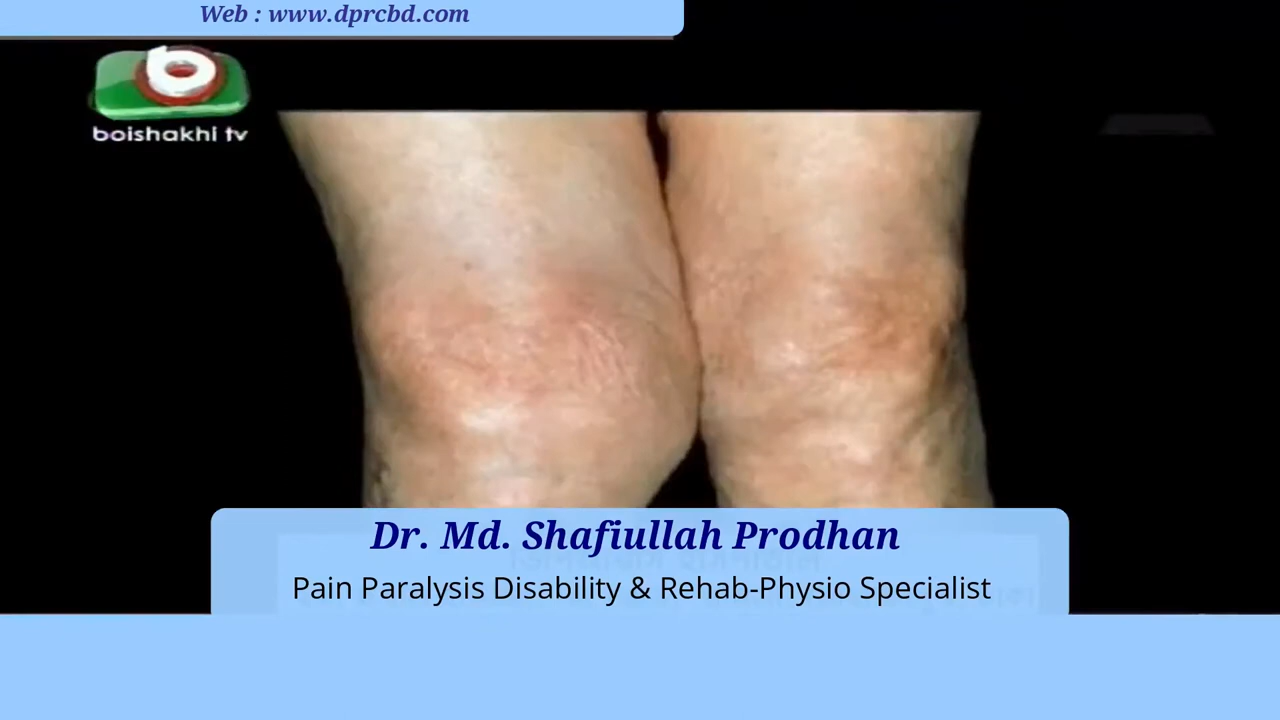 Web : www.dprcbd.com
boishakhi tv
Dr. Md. Shafiullah Prodhan
Pain Paralysis Disability & Rehab-Physio Specialist